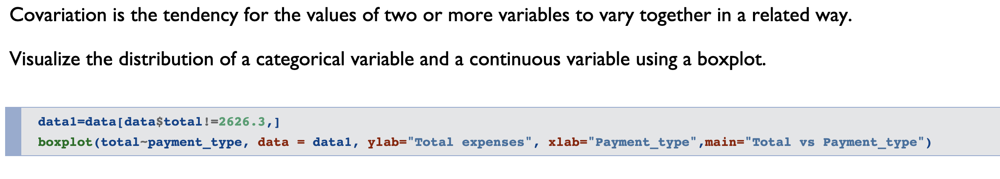 Covariation is the tendency for the values of two or more variables to vary together in a related way.
Visualize the distribution of a categorical variable and a continuous variable using a boxplot.
data1=data[data$total!=2626.3,]
boxplot(total~payment_type, data = data1, ylab="Total expenses", xlab="Payment_type",main="Total vs Payment_type")